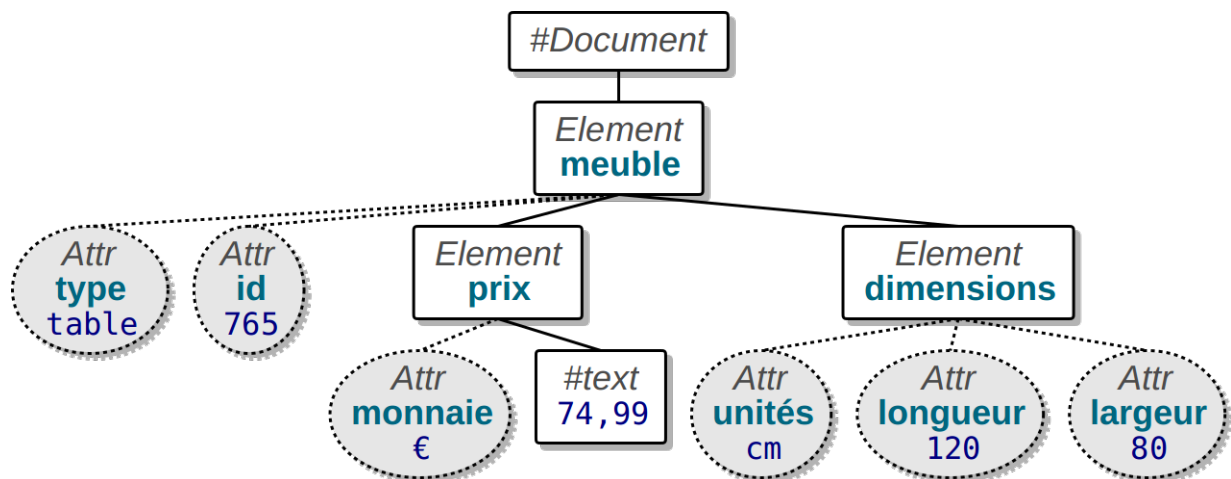 #Document
Element
meuble
Attr
type
table
Attr
id
765
Element
prix
Element
dimensions
Attr
monnaie
€
#text
74,99
Attr
unités
cm
Attr
longueur
120
Attr
largeur
80